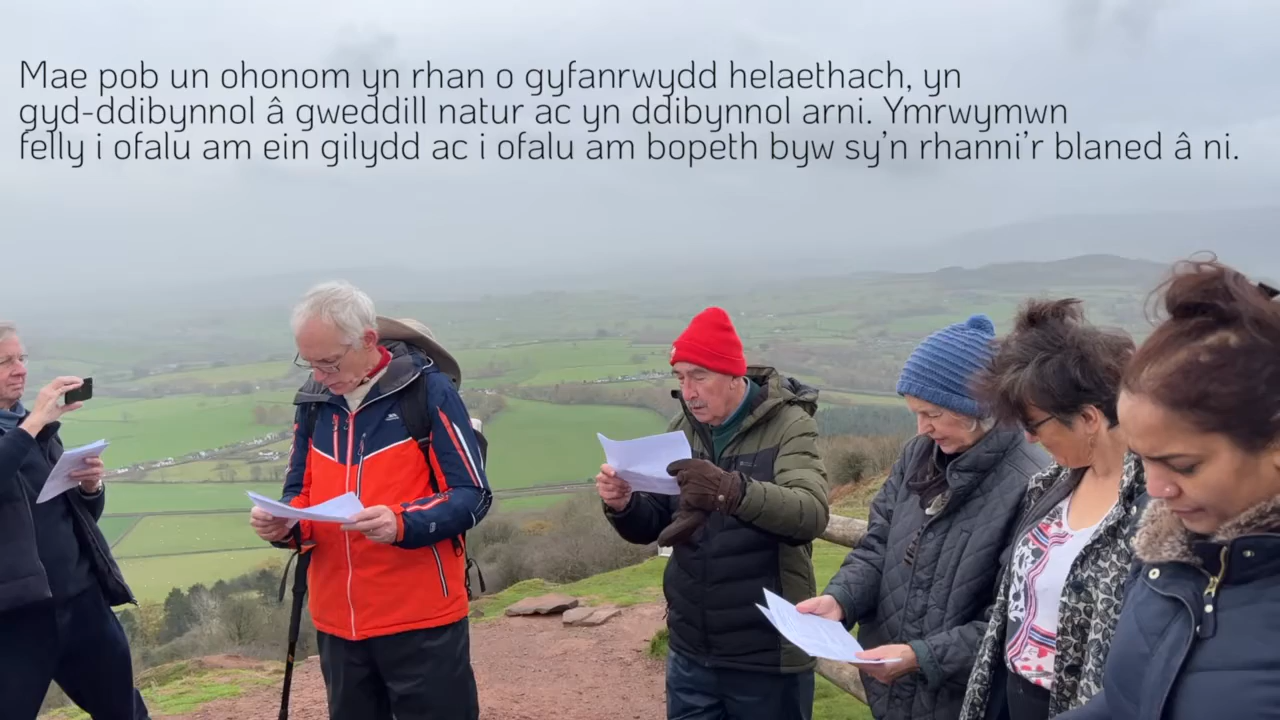 Mae pob un ohonom yn rhan o gyfanrwydd helaethach, yn
gyd-ddibynnol â gweddill natur ac yn ddibynnol arni. Ymrwymwn
felly i ofalu am ein gilydd ac i ofalu am bopeth byw sy'n rhanni'r blaned â ni.